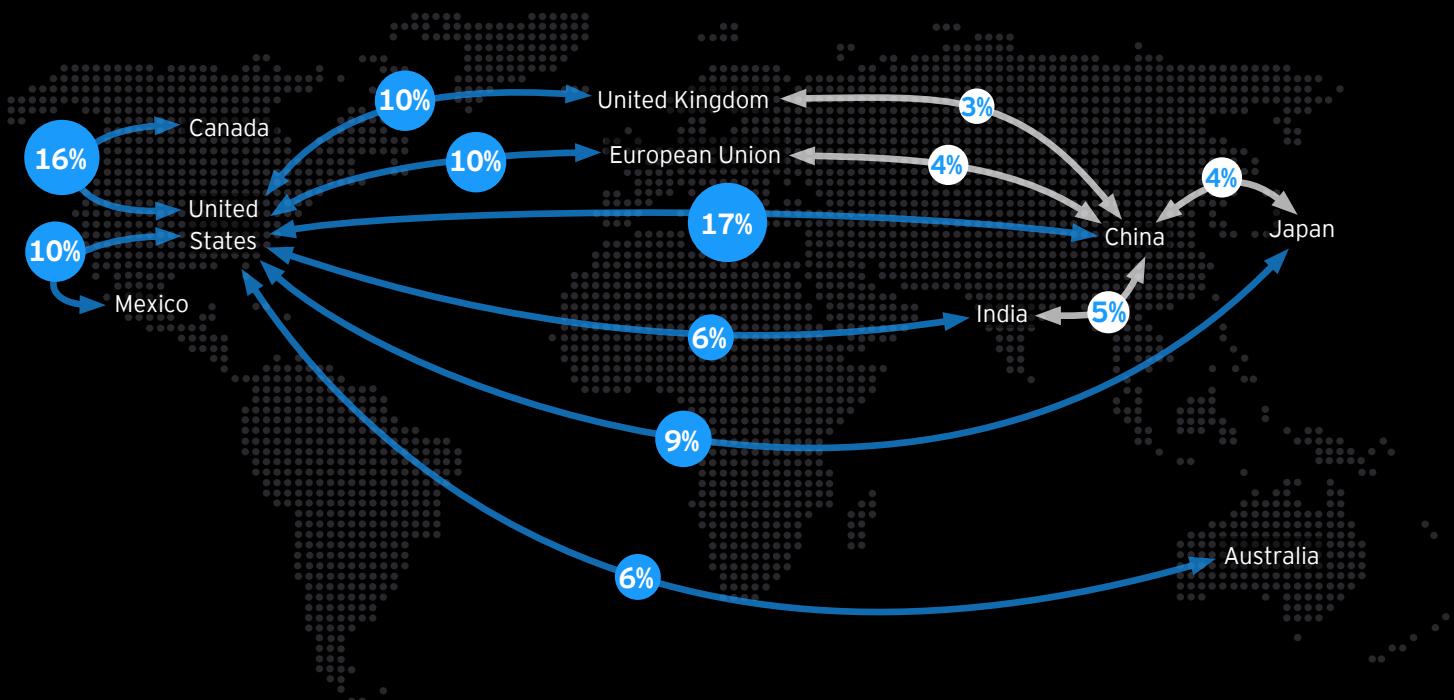 10%
United Kingdom
3%
Canada
16%
10%
European Union
4%
4%
United
States
17%
China
Japan
10%
Mexico
India
5%
6%
9%
6%
Australia